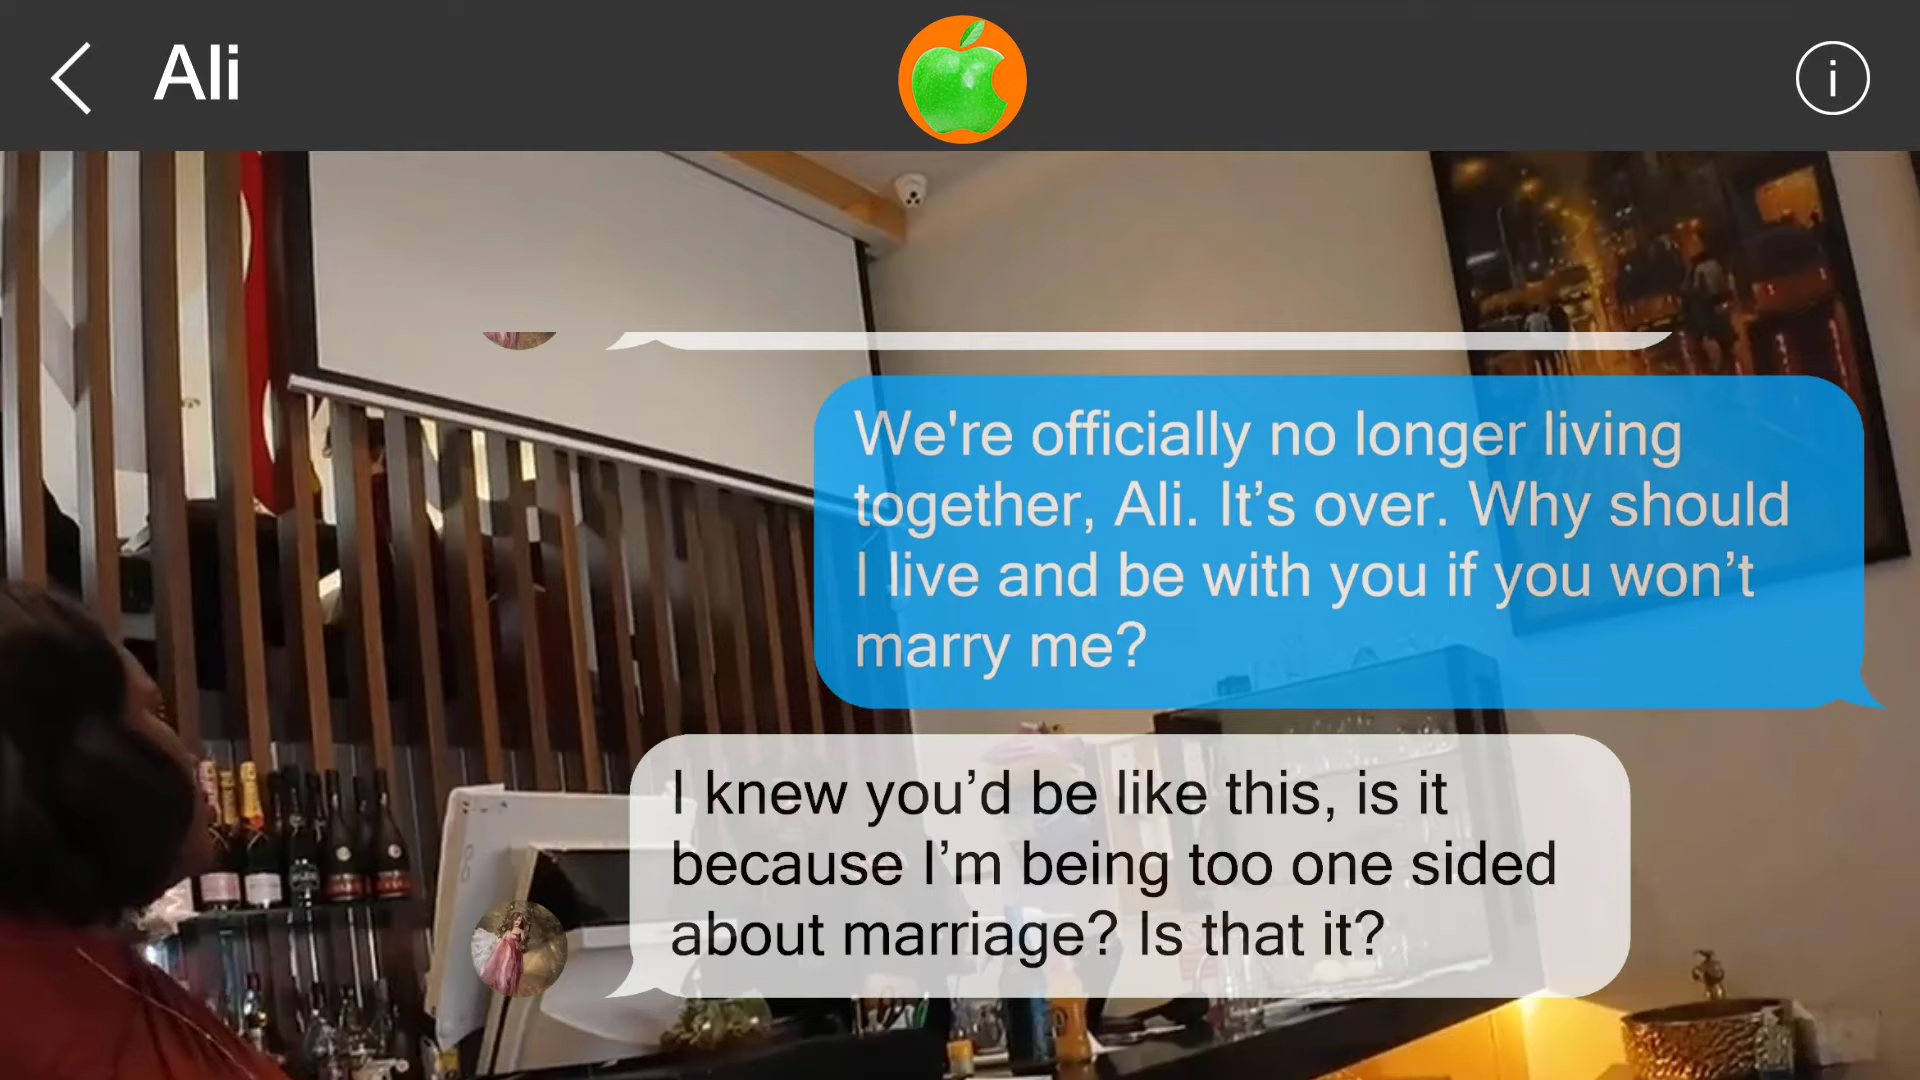 Ali
We're officially no longer living
together, Ali. It’s over. Why should
I live and be with you if you won’t
marry me?
I knew you’d be like this, is it
because I’m being too one sided
about marriage? Is that it?